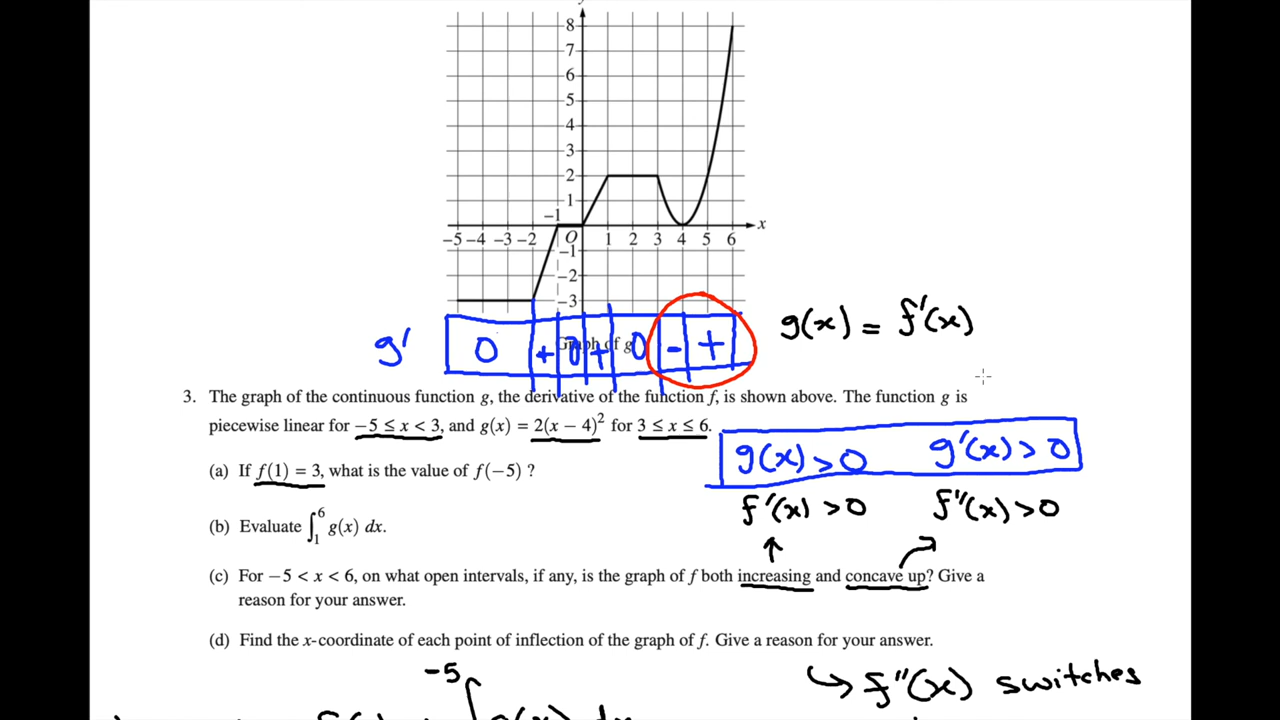 y
8
7
6
5
4
3
2
1
−1
−5 −4 −3 −2 O 1 2 3 4 5 6 x
−1
−2
−3
g' 0 + 0 + 0 − +
Graph of g
g(x) = f'(x)
3. The graph of the continuous function g, the derivative of the function f, is shown above. The function g is
piecewise linear for −5 ≤ x < 3, and g(x) = 2(x − 4)² for 3 ≤ x ≤ 6.
g(x) > 0 g'(x) > 0
(a) If f(1) = 3, what is the value of f(−5) ?
f'(x) > 0 f''(x) > 0
(b) Evaluate ∫₁⁶ g(x) dx.
(c) For −5 < x < 6, on what open intervals, if any, is the graph of f both increasing and concave up? Give a
reason for your answer.
(d) Find the x-coordinate of each point of inflection of the graph of f. Give a reason for your answer.
f''(x) switches
-5
g(x) dx